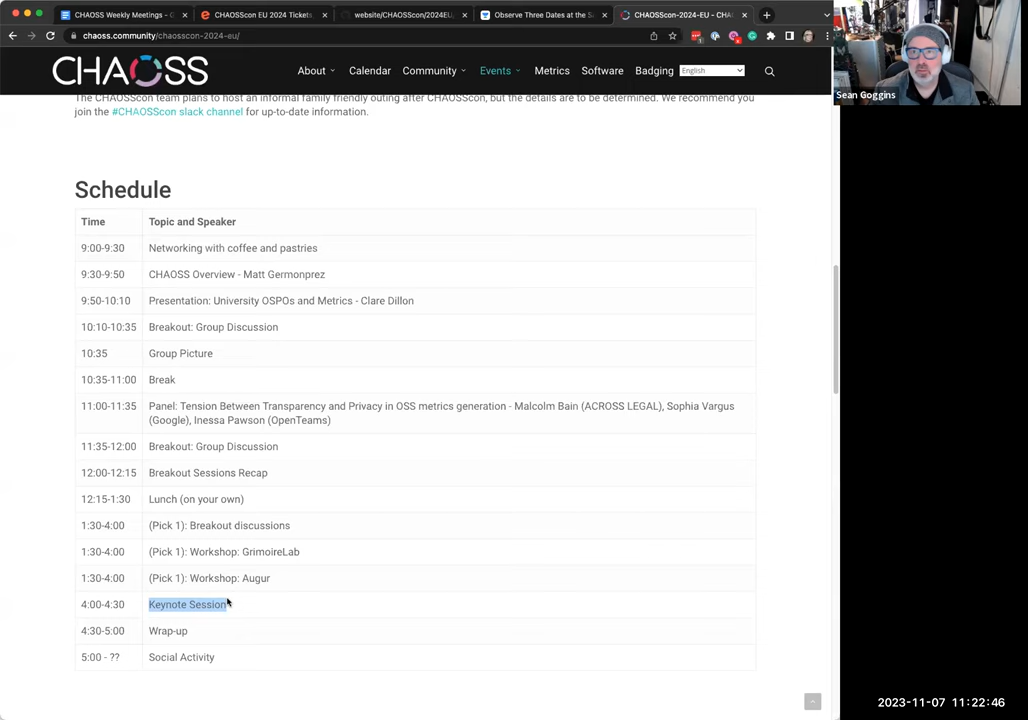 CHAOSS Weekly Meetings - G
CHAOSScon EU 2024 Tickets
website/CHAOSScon/2024EU
Observe Three Dates at the S
CHAOSScon-2024-EU - CHA
chaoss.community/chaosscon-2024-eu/
CHAOSS
About
Calendar
Community
Events
Metrics
Software
Badging
English
Sean Goggins
The CHAOSScon team plans to host an informal family friendly outing after CHAOSScon, but the details are to be determined. We recommend you
join the #CHAOSScon slack channel for up-to-date information.
Schedule
Time Topic and Speaker
9:00-9:30 Networking with coffee and pastries
9:30-9:50 CHAOSS Overview - Matt Germonprez
9:50-10:10 Presentation: University OSPOs and Metrics - Clare Dillon
10:10-10:35 Breakout: Group Discussion
10:35 Group Picture
10:35-11:00 Break
11:00-11:35 Panel: Tension Between Transparency and Privacy in OSS metrics generation - Malcolm Bain (ACROSS LEGAL), Sophia Vargus
(Google), Inessa Pawson (OpenTeams)
11:35-12:00 Breakout: Group Discussion
12:00-12:15 Breakout Sessions Recap
12:15-1:30 Lunch (on your own)
1:30-4:00 (Pick 1): Breakout discussions
1:30-4:00 (Pick 1): Workshop: GrimoireLab
1:30-4:00 (Pick 1): Workshop: Augur
4:00-4:30 Keynote Session
4:30-5:00 Wrap-up
5:00 - ?? Social Activity
2023-11-07 11:22:46